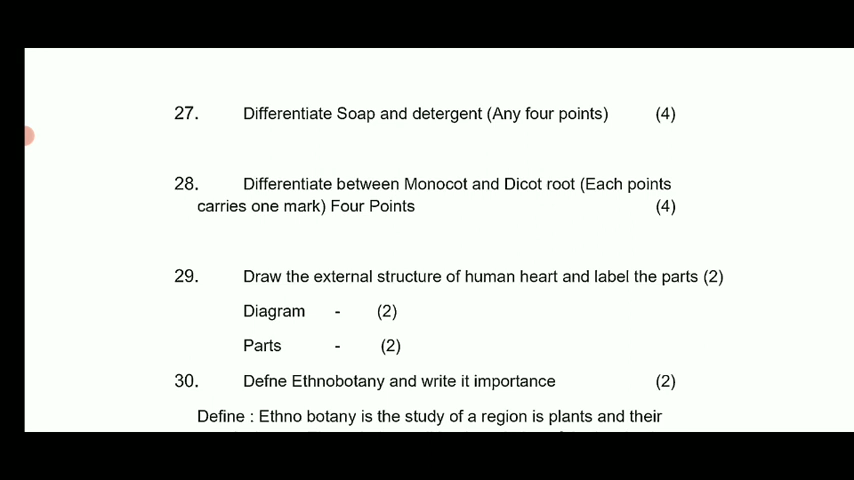 27. Differentiate Soap and detergent (Any four points) (4)
28. Differentiate between Monocot and Dicot root (Each points
carries one mark) Four Points (4)
29. Draw the external structure of human heart and label the parts (2)
Diagram - (2)
Parts - (2)
30. Defne Ethnobotany and write it importance (2)
Define : Ethno botany is the study of a region is plants and their